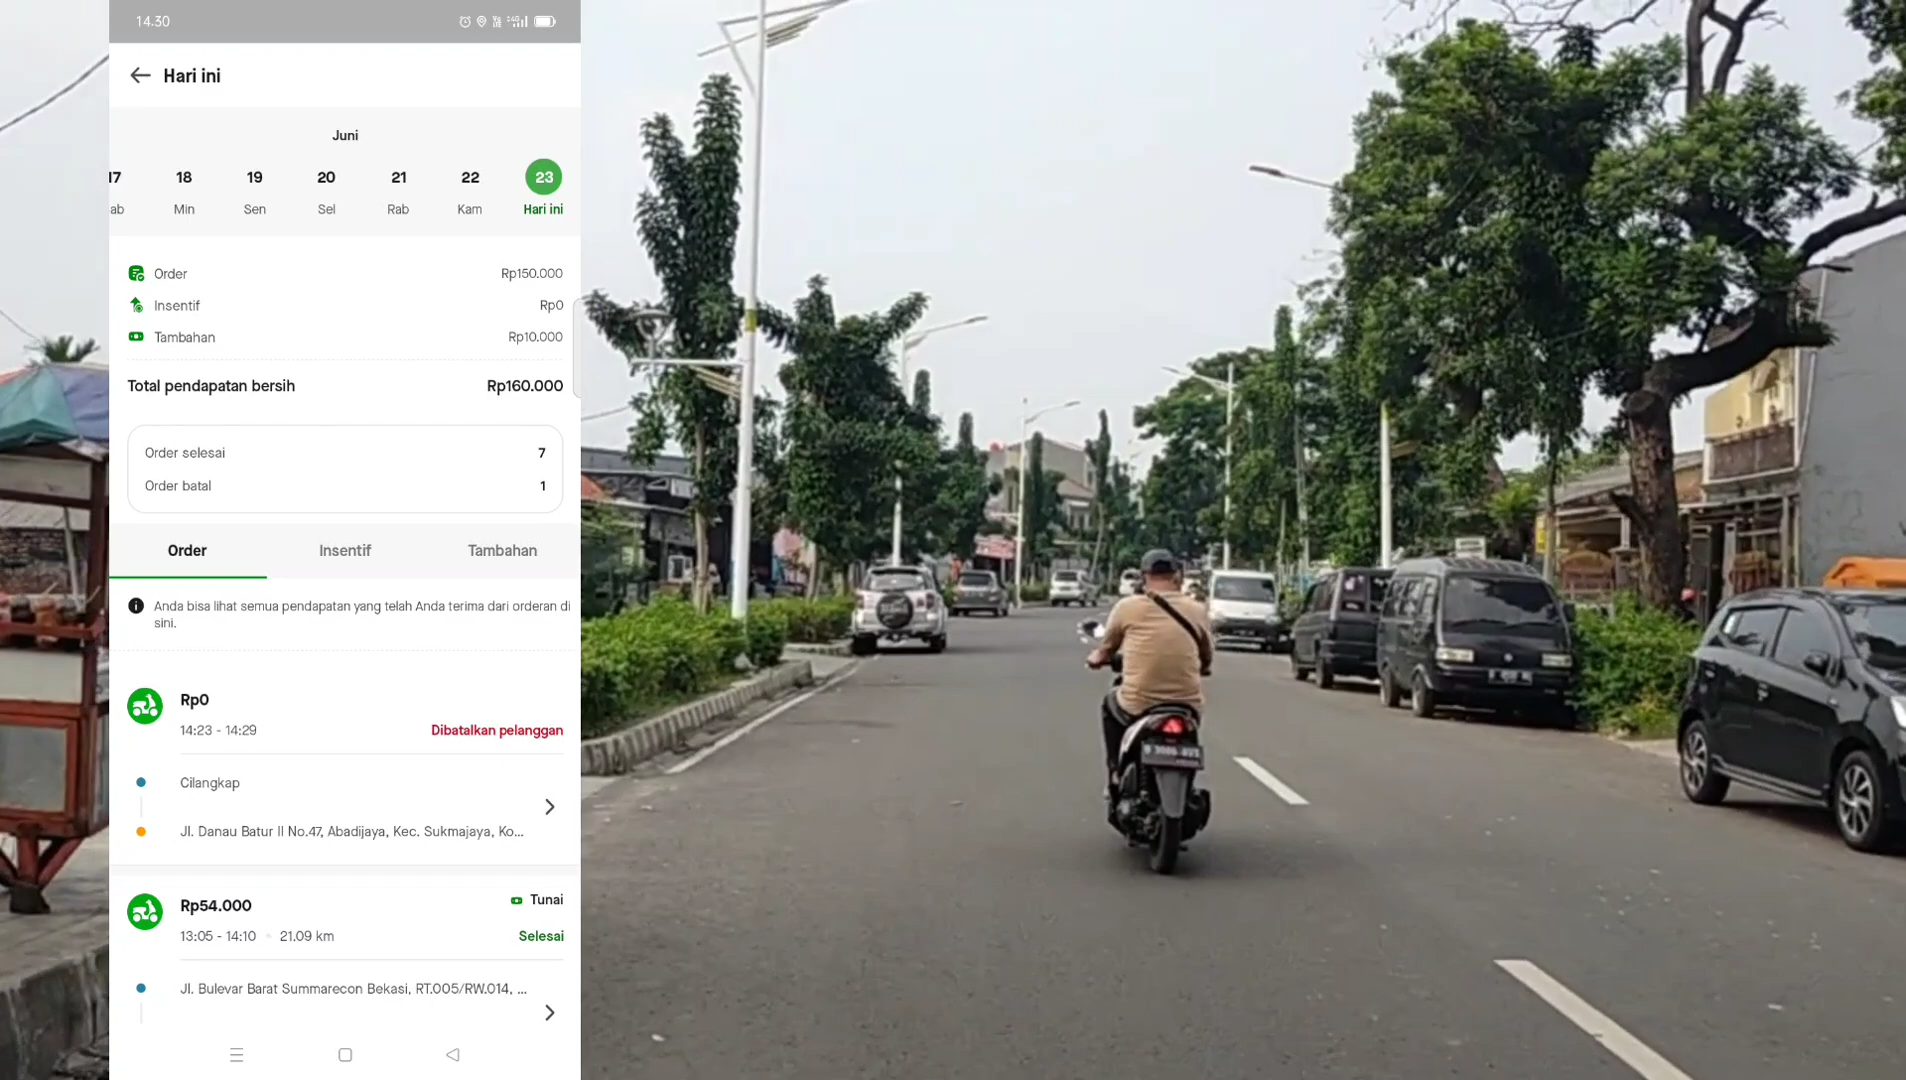 14.30
Hari ini
Juni
17 18 19 20 21 22 23
ab Min Sen Sel Rab Kam Hari ini
Order Rp150.000
Insentif Rp0
Tambahan Rp10.000
Total pendapatan bersih Rp160.000
Order selesai 7
Order batal 1
Order Insentif Tambahan
Anda bisa lihat semua pendapatan yang telah Anda terima dari orderan di
sini.
Rp0
14:23 - 14:29 Dibatalkan pelanggan
Cilangkap
Jl. Danau Batur II No.47, Abadijaya, Kec. Sukmajaya, Ko...
Rp54.000 Tunai
13:05 - 14:10 21.09 km Selesai
Jl. Bulevar Barat Summarecon Bekasi, RT.005/RW.014, ...